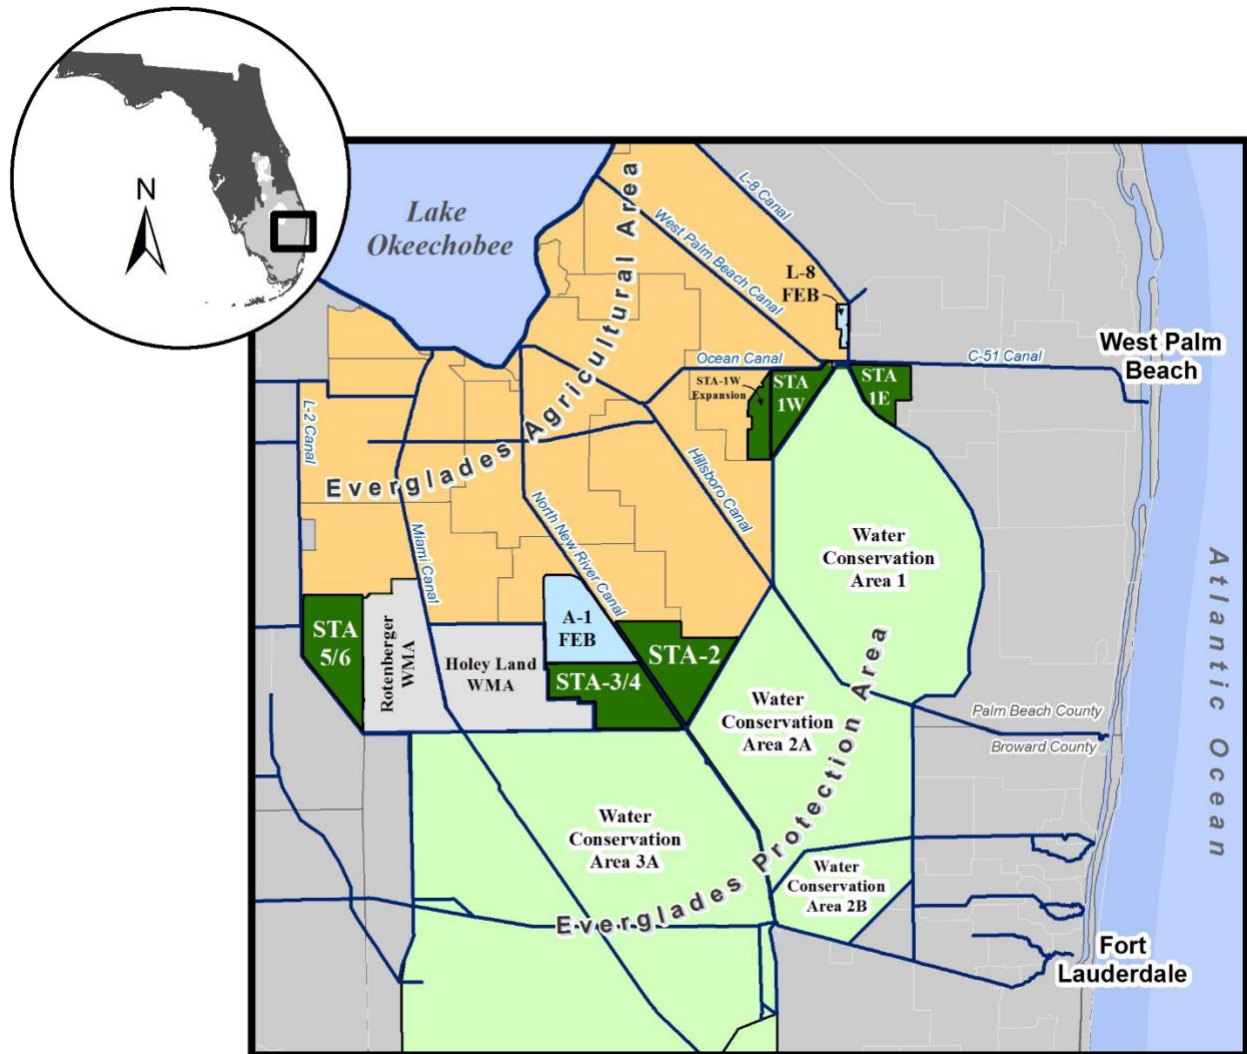 N
Lake
Okeechobee
Everglades Agricultural Area
L-8 Canal
West Palm Beach Canal
L-8
FEB
Ocean Canal
C-51 Canal
West Palm
Beach
STA-1W
Expansion
STA
1W
STA
1E
L-2 Canal
Miami Canal
North New River Canal
Hillsboro Canal
Water
Conservation
Area 1
Atlantic Ocean
STA
5/6
Rotenberger
WMA
Holey Land
WMA
A-1
FEB
STA-3/4
STA-2
Water
Conservation
Area 2A
Palm Beach County
Broward County
Everglades Protection Area
Water
Conservation
Area 3A
Water
Conservation
Area 2B
Fort
Lauderdale